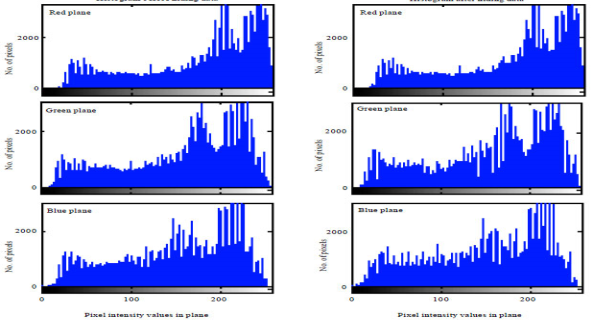 Red plane
Red plane
2000
2000
No. of pixels
No. of pixels
0
0
Green plane
Green plane
2000
2000
No. of pixels
No. of pixels
0
0
Blue plane
Blue plane
2000
2000
No. of pixels
No. of pixels
0
0
0 100 200
0 100 200
Pixel intensity values in plane
Pixel intensity values in plane